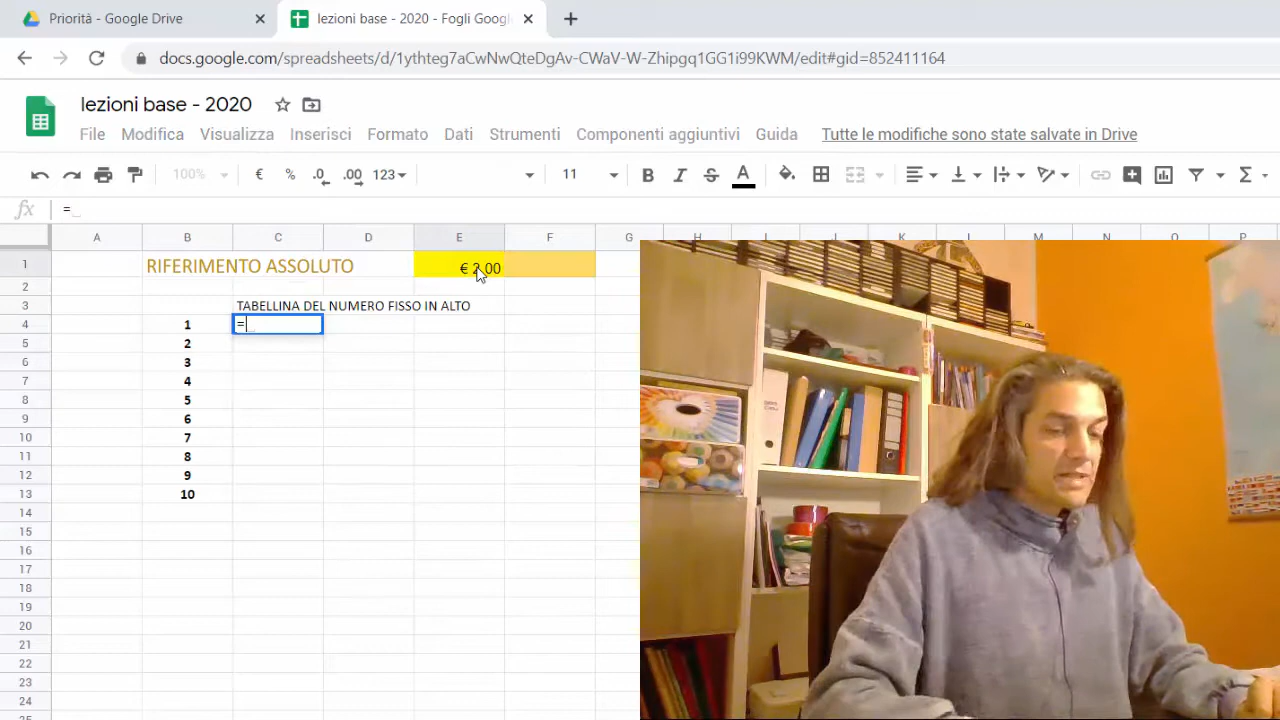 Priorità - Google Drive
lezioni base - 2020 - Fogli Googl
docs.google.com/spreadsheets/d/1ythteg7aCwNwQteDgAv-CWaV-W-Zhipgq1GG1i99KWM/edit#gid=852411164
lezioni base - 2020
File Modifica Visualizza Inserisci Formato Dati Strumenti Componenti aggiuntivi Guida Tutte le modifiche sono state salvate in Drive
100% € % .0 .00 123 11 B I S A Σ
fx =
A B C D E F G H I J K L M N O P
1 RIFERIMENTO ASSOLUTO € 2,00
2
3 TABELLINA DEL NUMERO FISSO IN ALTO
4 1 =
5 2
6 3
7 4
8 5
9 6
10 7
11 8
12 9
13 10
14
15
16
17
18
19
20
21
22
23
24